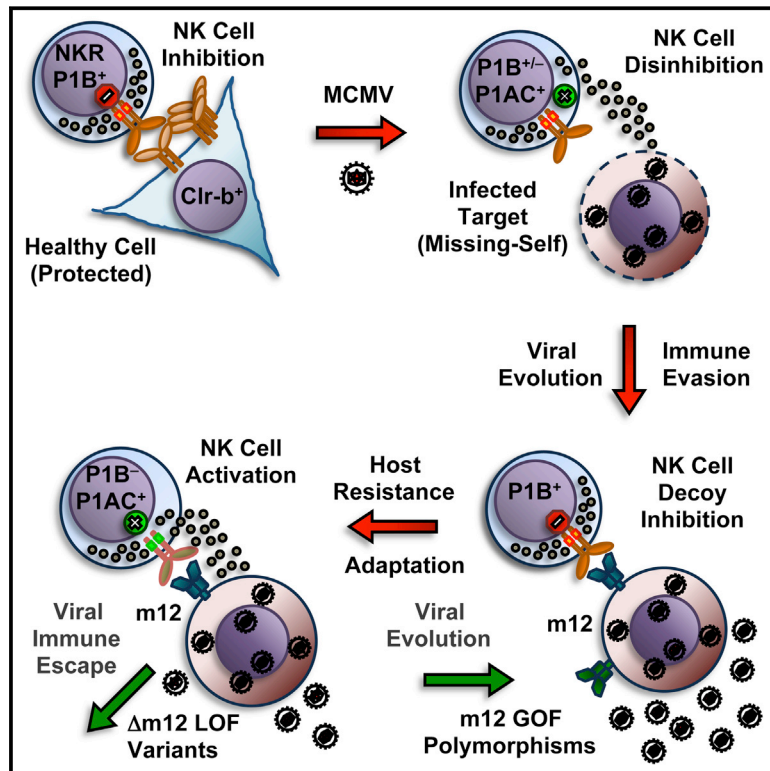 NKR
P1B⁺
NK Cell
Inhibition
Clr-b⁺
Healthy Cell
(Protected)
MCMV
P1B⁺/⁻
P1AC⁺
NK Cell
Disinhibition
Infected
Target
(Missing-Self)
Viral
Evolution
Immune
Evasion
P1B⁻
P1AC⁺
NK Cell
Activation
m12
Viral
Immune
Escape
Δm12 LOF
Variants
Host
Resistance
Adaptation
Viral
Evolution
P1B⁺
NK Cell
Decoy
Inhibition
m12
m12 GOF
Polymorphisms